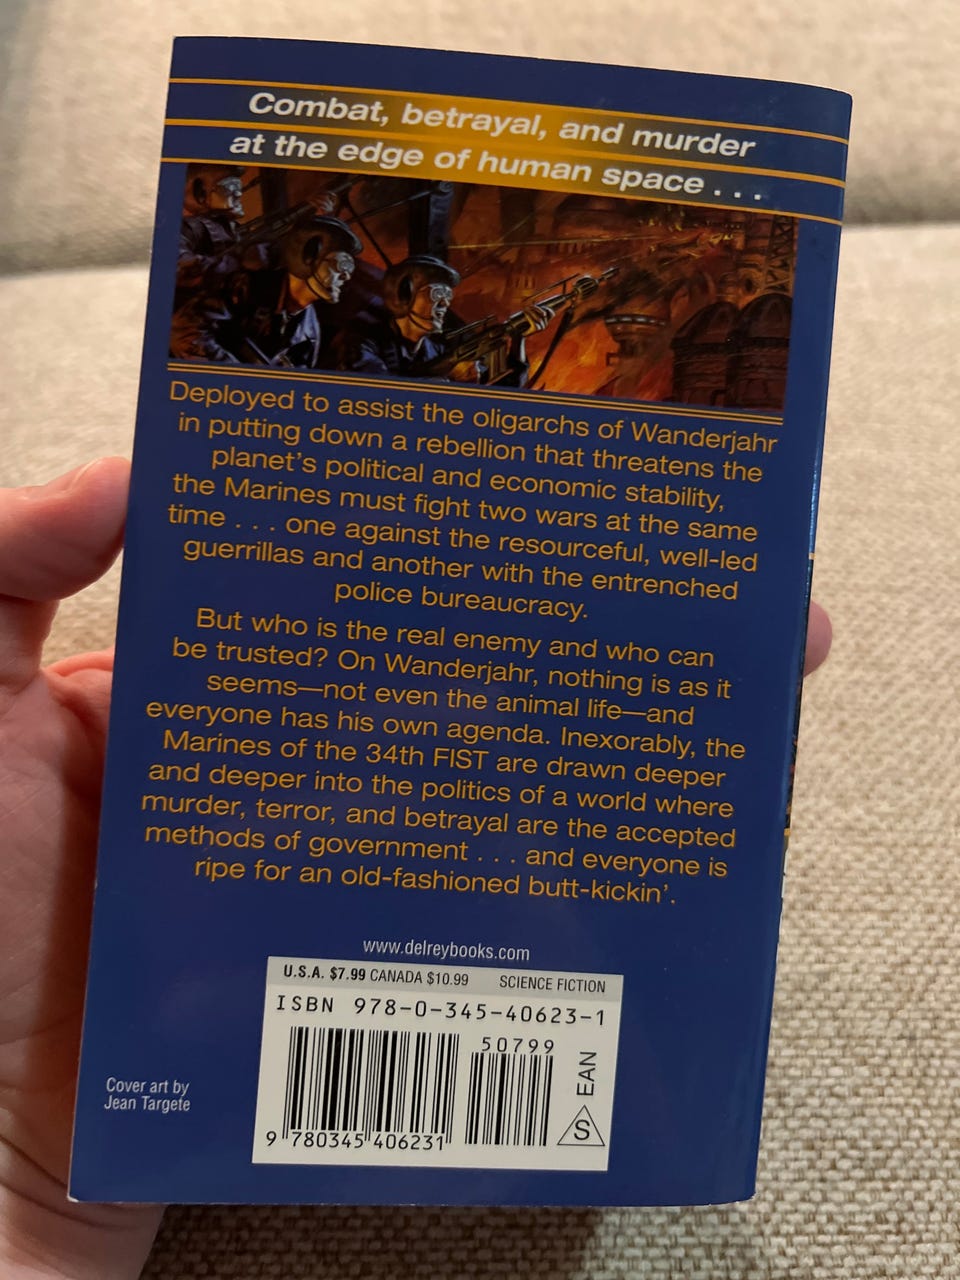 Combat, betrayal, and murder
at the edge of human space . . .
Deployed to assist the oligarchs of Wanderjahr
in putting down a rebellion that threatens the
planet's political and economic stability,
the Marines must fight two wars at the same
time . . . one against the resourceful, well-led
guerrillas and another with the entrenched
police bureaucracy.
But who is the real enemy and who can
be trusted? On Wanderjahr, nothing is as it
seems—not even the animal life—and
everyone has his own agenda. Inexorably, the
Marines of the 34th FIST are drawn deeper
and deeper into the politics of a world where
murder, terror, and betrayal are the accepted
methods of government . . . and everyone is
ripe for an old-fashioned butt-kickin'.
www.delreybooks.com
U.S.A. $7.99 CANADA $10.99 SCIENCE FICTION
ISBN 978-0-345-40623-1
50799
EAN
S
9 780345 406231
Cover art by
Jean Targete